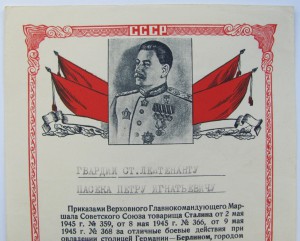 СССР
ГВАРДИИ СТ.ЛЕЙТЕНАНТУ
ПАСЕКА ПЕТРУ ИГНАТЬЕВИЧУ
Приказами Верховного Главнокомандующего Мар-
шала Советского Союза товарища Сталина от 2 мая
1945 г. № 359, от 8 мая 1945 г. № 366, от 9 мая
1945 г. № 368 за отличные боевые действия при
овладении столицей Германии—Берлином, городом